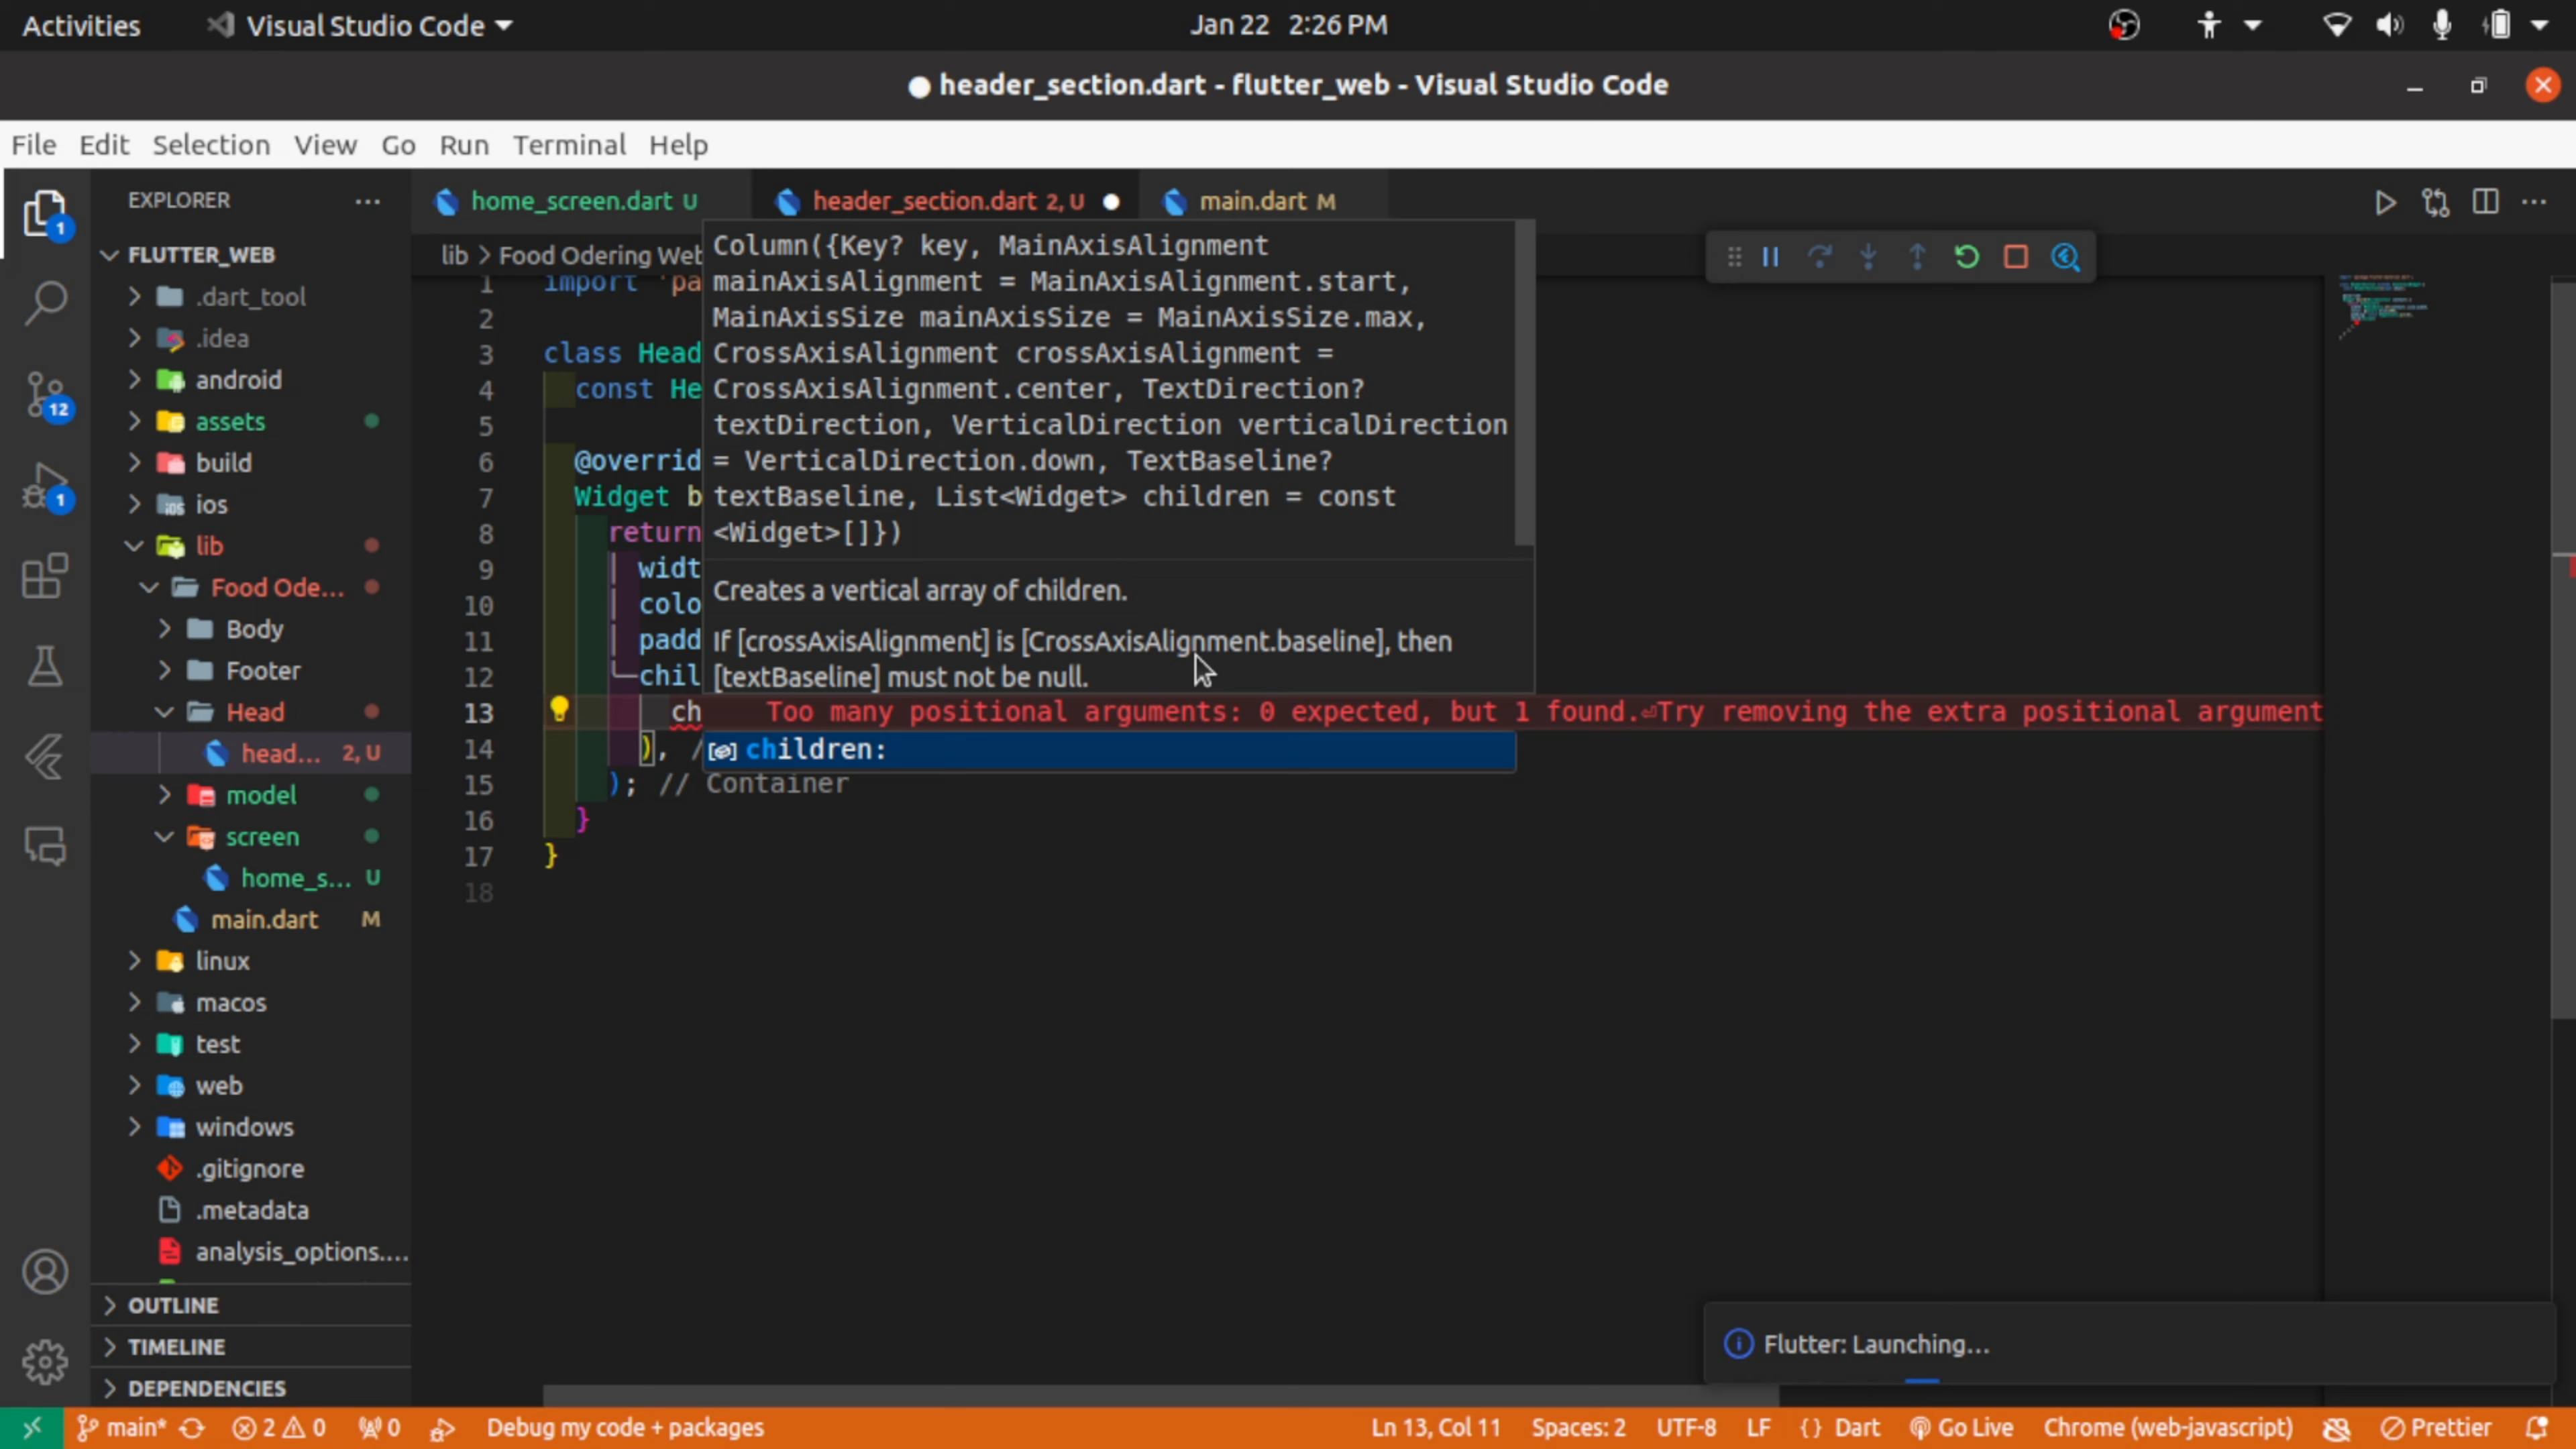 Activities
Visual Studio Code
Jan 22 2:26 PM
header_section.dart - flutter_web - Visual Studio Code
File Edit Selection View Go Run Terminal Help
EXPLORER
home_screen.dart U
header_section.dart 2, U
main.dart M
lib > Food Odering Web
FLUTTER_WEB
.dart_tool
.idea
android
assets
build
ios
lib
Food Ode...
Body
Footer
Head
head... 2, U
model
screen
home_s... U
main.dart M
linux
macos
test
web
windows
.gitignore
.metadata
analysis_options....
OUTLINE
TIMELINE
DEPENDENCIES
1 import 'pa
2
3 class Head
4 const He
5
6 @overrid
7 Widget b
8 return
9 widt
10 colo
11 padd
12 chil
13 ch Too many positional arguments: 0 expected, but 1 found.⏎Try removing the extra positional argument
14 ), /
15 ); // Container
16 }
17 }
18
Column({Key? key, MainAxisAlignment
mainAxisAlignment = MainAxisAlignment.start,
MainAxisSize mainAxisSize = MainAxisSize.max,
CrossAxisAlignment crossAxisAlignment =
CrossAxisAlignment.center, TextDirection?
textDirection, VerticalDirection verticalDirection
= VerticalDirection.down, TextBaseline?
textBaseline, List<Widget> children = const
<Widget>[]})
Creates a vertical array of children.
If [crossAxisAlignment] is [CrossAxisAlignment.baseline], then
[textBaseline] must not be null.
children:
Flutter: Launching...
1
12
1
main* 2 0 0 Debug my code + packages
Ln 13, Col 11 Spaces: 2 UTF-8 LF {} Dart Go Live Chrome (web-javascript) Prettier